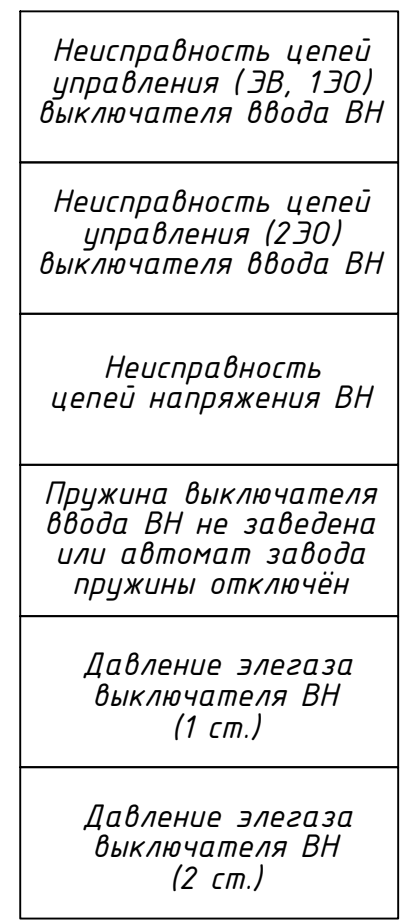 Неисправность цепей
управления (ЭВ, 1ЭО)
выключателя ввода ВН
Неисправность цепей
управления (2ЭО)
выключателя ввода ВН
Неисправность
цепей напряжения ВН
Пружина выключателя
ввода ВН не заведена
или автомат завода
пружины отключён
Давление элегаза
выключателя ВН
(1 ст.)
Давление элегаза
выключателя ВН
(2 ст.)